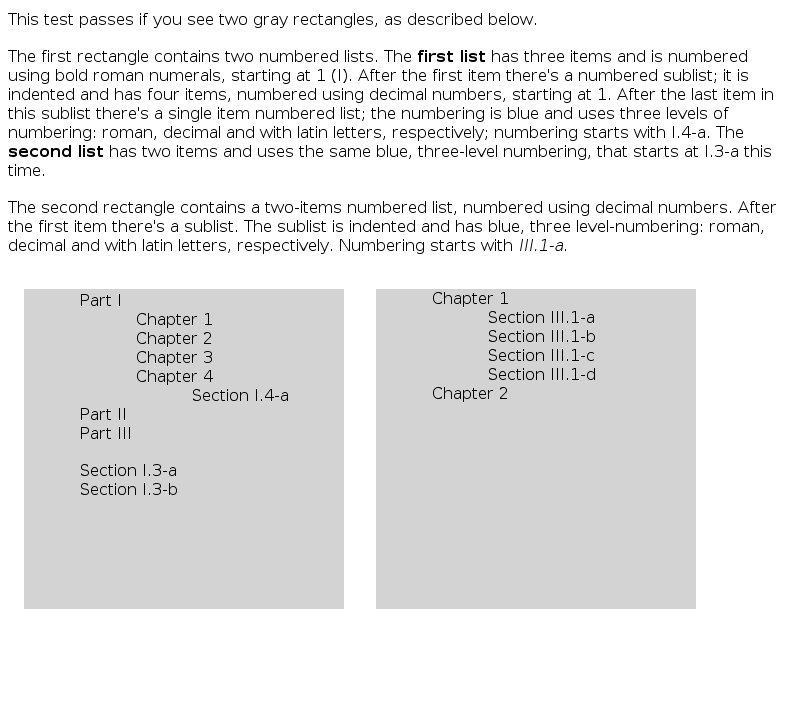 This test passes if you see two gray rectangles, as described below.
The first rectangle contains two numbered lists. The first list has three items and is numbered
using bold roman numerals, starting at 1 (I). After the first item there's a numbered sublist; it is
indented and has four items, numbered using decimal numbers, starting at 1. After the last item in
this sublist there's a single item numbered list; the numbering is blue and uses three levels of
numbering: roman, decimal and with latin letters, respectively; numbering starts with I.4-a. The
second list has two items and uses the same blue, three-level numbering, that starts at I.3-a this
time.
The second rectangle contains a two-items numbered list, numbered using decimal numbers. After
the first item there's a sublist. The sublist is indented and has blue, three level-numbering: roman,
decimal and with latin letters, respectively. Numbering starts with III.1-a.
Part I
Chapter 1
Chapter 2
Chapter 3
Chapter 4
Section I.4-a
Part II
Part III
Section I.3-a
Section I.3-b
Chapter 1
Section III.1-a
Section III.1-b
Section III.1-c
Section III.1-d
Chapter 2